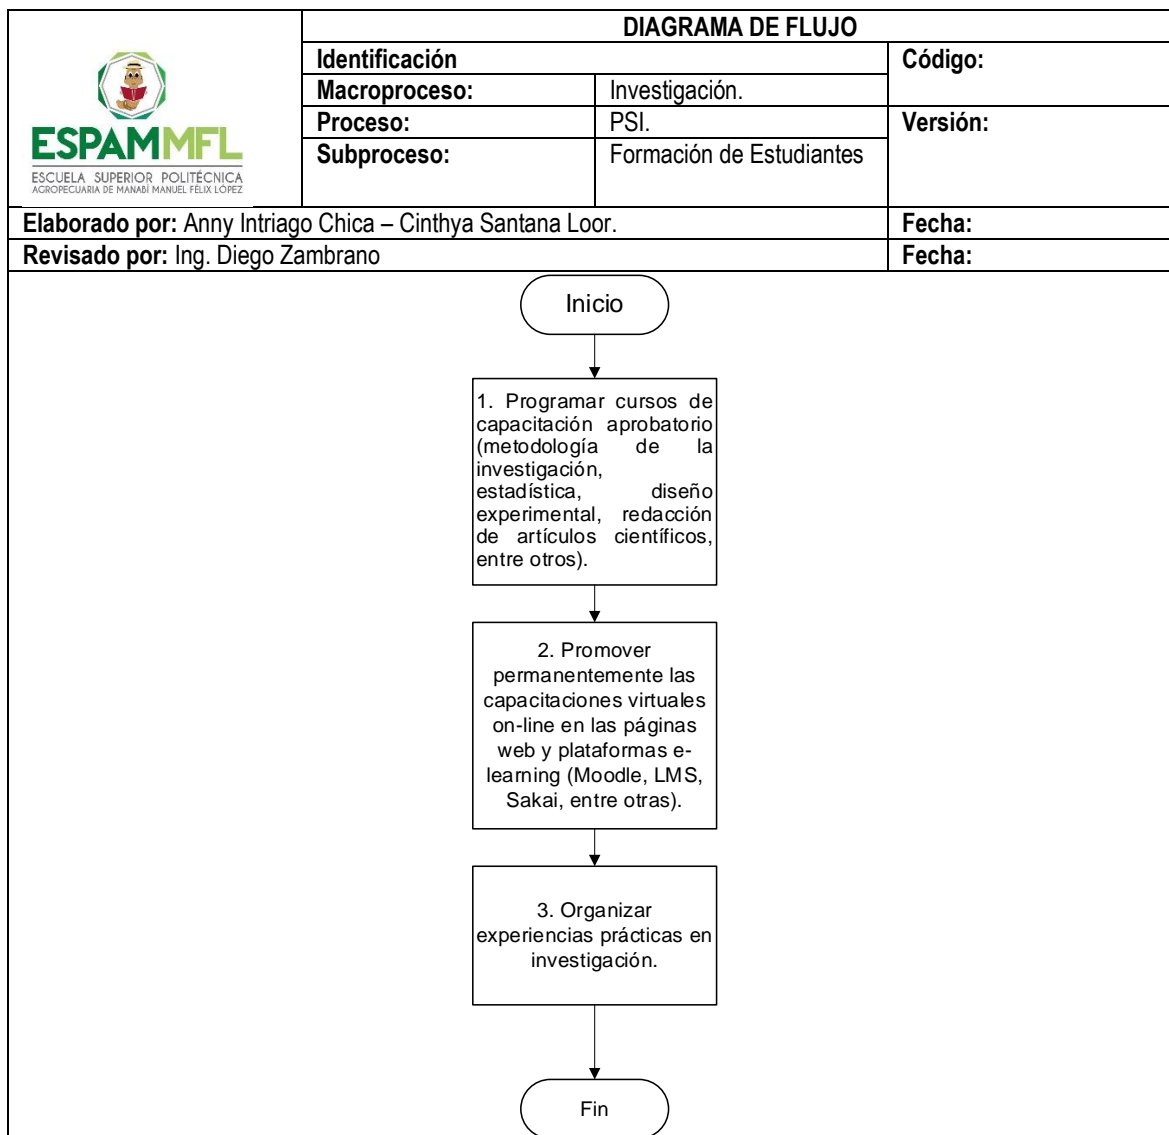 DIAGRAMA DE FLUJO
Identificación
Código:
Macroproceso: Investigación.
Proceso: PSI.
Versión:
Subproceso: Formación de Estudiantes
ESPAMMFL
ESCUELA SUPERIOR POLITÉCNICA
AGROPECUARIA DE MANABÍ MANUEL FÉLIX LÓPEZ
Elaborado por: Anny Intriago Chica – Cinthya Santana Loor.
Fecha:
Revisado por: Ing. Diego Zambrano
Fecha:
Inicio
1. Programar cursos de
capacitación aprobatorio
(metodología de la
investigación,
estadística, diseño
experimental, redacción
de artículos científicos,
entre otros).
2. Promover
permanentemente las
capacitaciones virtuales
on-line en las páginas
web y plataformas e-
learning (Moodle, LMS,
Sakai, entre otras).
3. Organizar
experiencias prácticas en
investigación.
Fin